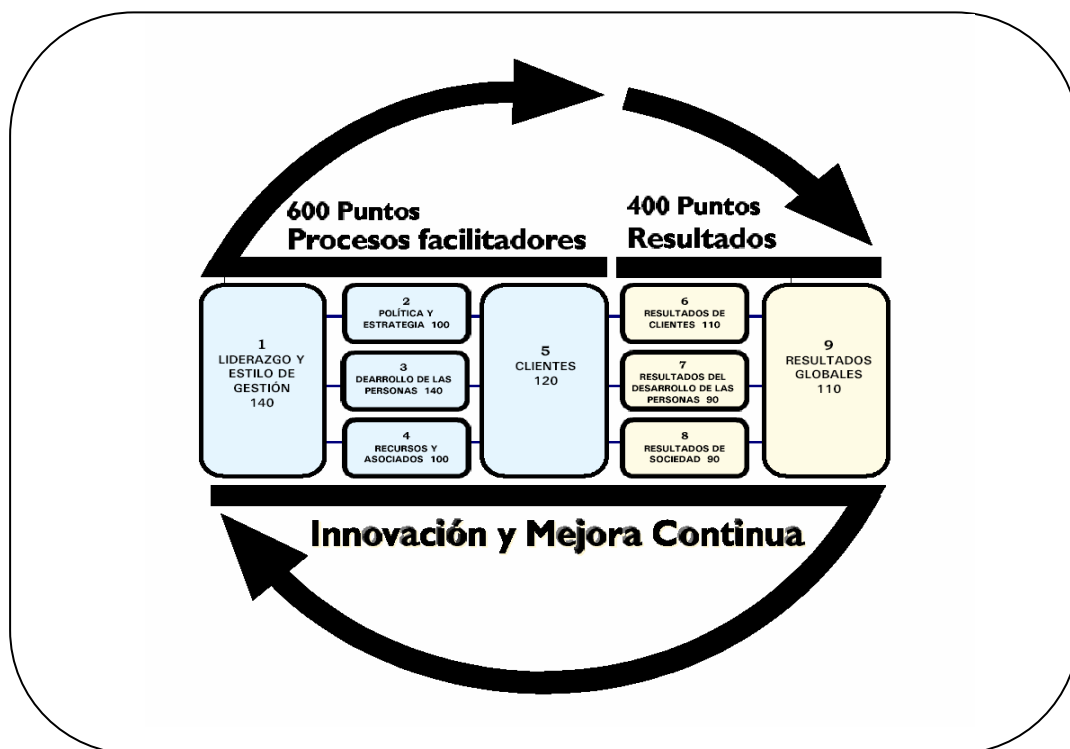 600 Puntos
Procesos facilitadores
400 Puntos
Resultados
1
LIDERAZGO Y
ESTILO DE
GESTIÓN
140
2
POLÍTICA Y
ESTRATEGIA 100
3
DEARROLLO DE LAS
PERSONAS 140
4
RECURSOS Y
ASOCIADOS 100
5
CLIENTES
120
6
RESULTADOS DE
CLIENTES 110
7
RESULTADOS DEL
DESARROLLO DE LAS
PERSONAS 90
8
RESULTADOS DE
SOCIEDAD 90
9
RESULTADOS
GLOBALES
110
Innovación y Mejora Continua